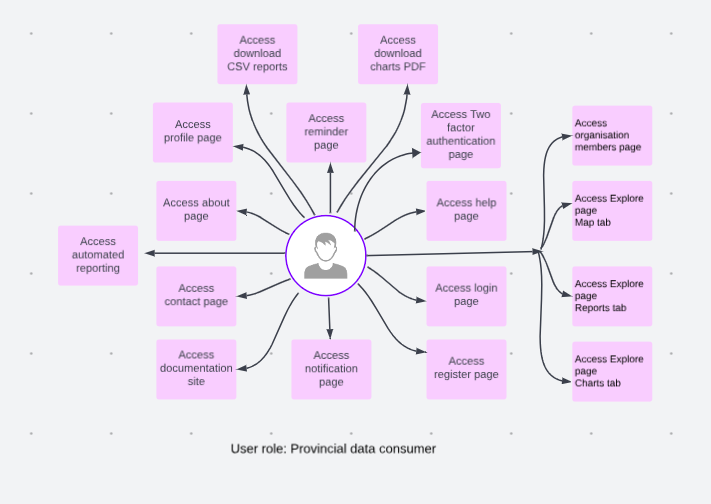 Access
download
CSV reports
Access
download
charts PDF
Access
profile page
Access
reminder
page
Access Two
factor
authentication
page
Access
organisation
members page
Access about
page
Access help
page
Access Explore
page
Map tab
Access
automated
reporting
Access
contact page
Access login
page
Access Explore
page
Reports tab
Access
documentation
site
Access
notification
page
Access
register page
Access Explore
page
Charts tab
User role: Provincial data consumer